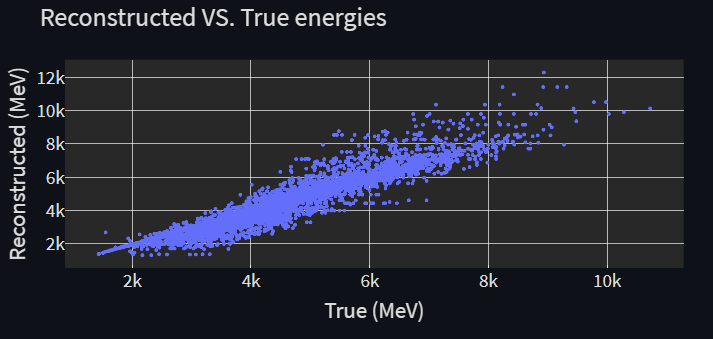 Reconstructed VS. True energies
Reconstructed (MeV)
12k
10k
8k
6k
4k
2k
2k 4k 6k 8k 10k
True (MeV)